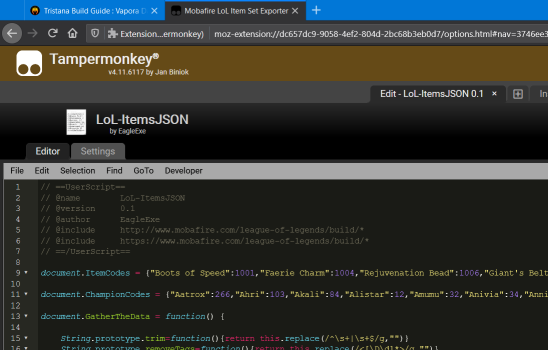 Tristana Build Guide : Vapora D
Mobafire LoL Item Set Exporter
Extension...ermonkey)
moz-extension://dc657dc9-9058-4ef2-804d-2bc68b3eb0d7/options.html#nav=3746ee3
Tampermonkey®
v4.11.6117 by Jan Biniok
Edit - LoL-ItemsJSON 0.1 ×
In
LoL-ItemsJSON
by EagleExe
Editor Settings
File Edit Selection Find GoTo Developer
1 // ==UserScript==
2 // @name LoL-ItemsJSON
3 // @version 0.1
4 // @author EagleExe
5 // @include http://www.mobafire.com/league-of-legends/build/*
6 // @include https://www.mobafire.com/league-of-legends/build/*
7 // ==/UserScript==
8
9 document.ItemCodes = {"Boots of Speed":1001,"Faerie Charm":1004,"Rejuvenation Bead":1006,"Giant's Belt
10
11 document.ChampionCodes = {"Aatrox":266,"Ahri":103,"Akali":84,"Alistar":12,"Amumu":32,"Anivia":34,"Anni
12
13 document.GatherTheData = function() {
14
15 String.prototype.trim=function(){return this.replace(/^\s+|\s+$/g,"")}
16 String.prototype.removeTags=function(){return this.replace(/<[\D\d]*>/g,"")}